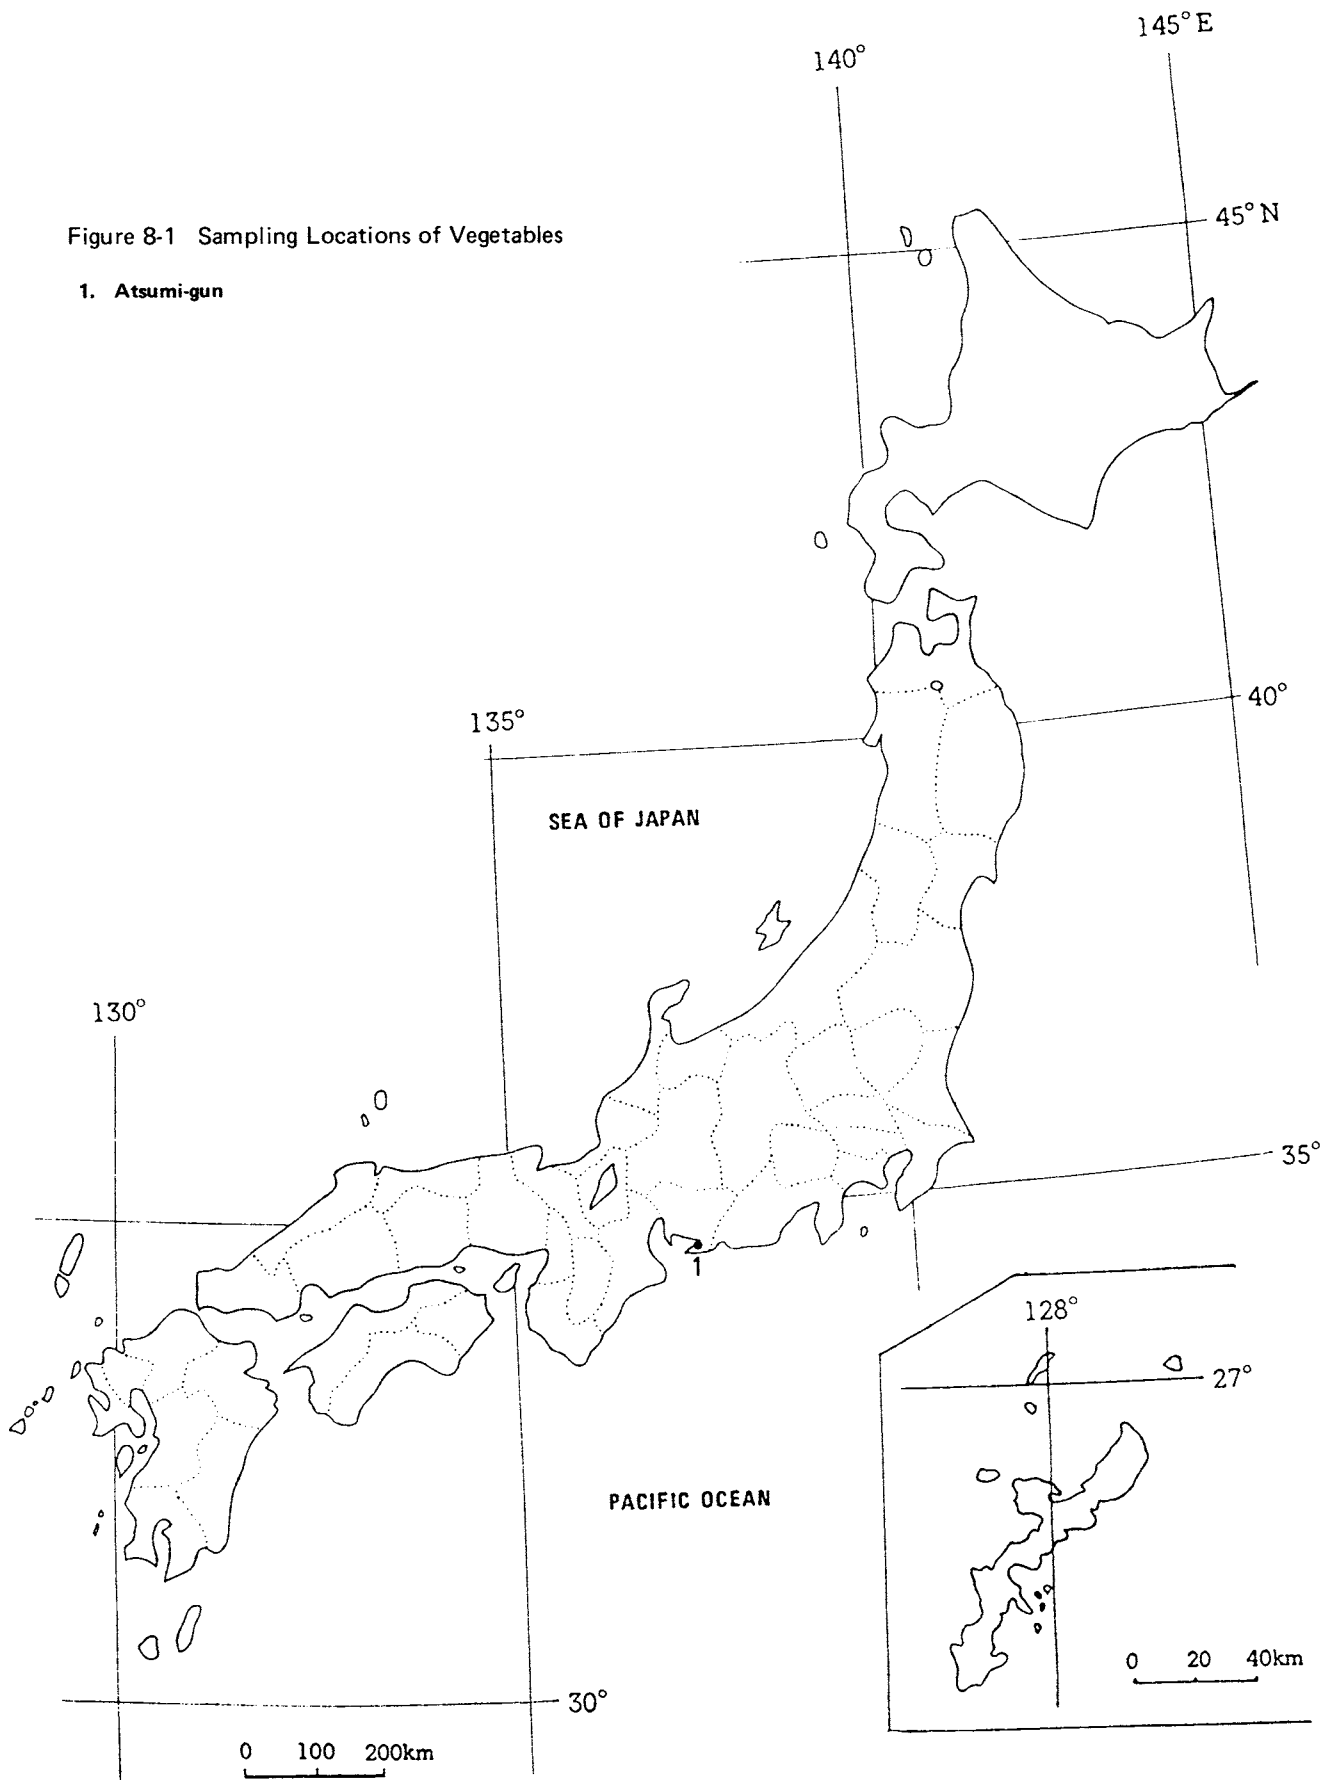 145°E
140°
45°N
Figure 8-1 Sampling Locations of Vegetables
1. Atsumi-gun
40°
135°
SEA OF JAPAN
130°
35°
1
128°
27°
PACIFIC OCEAN
0 20 40km
30°
0 100 200km